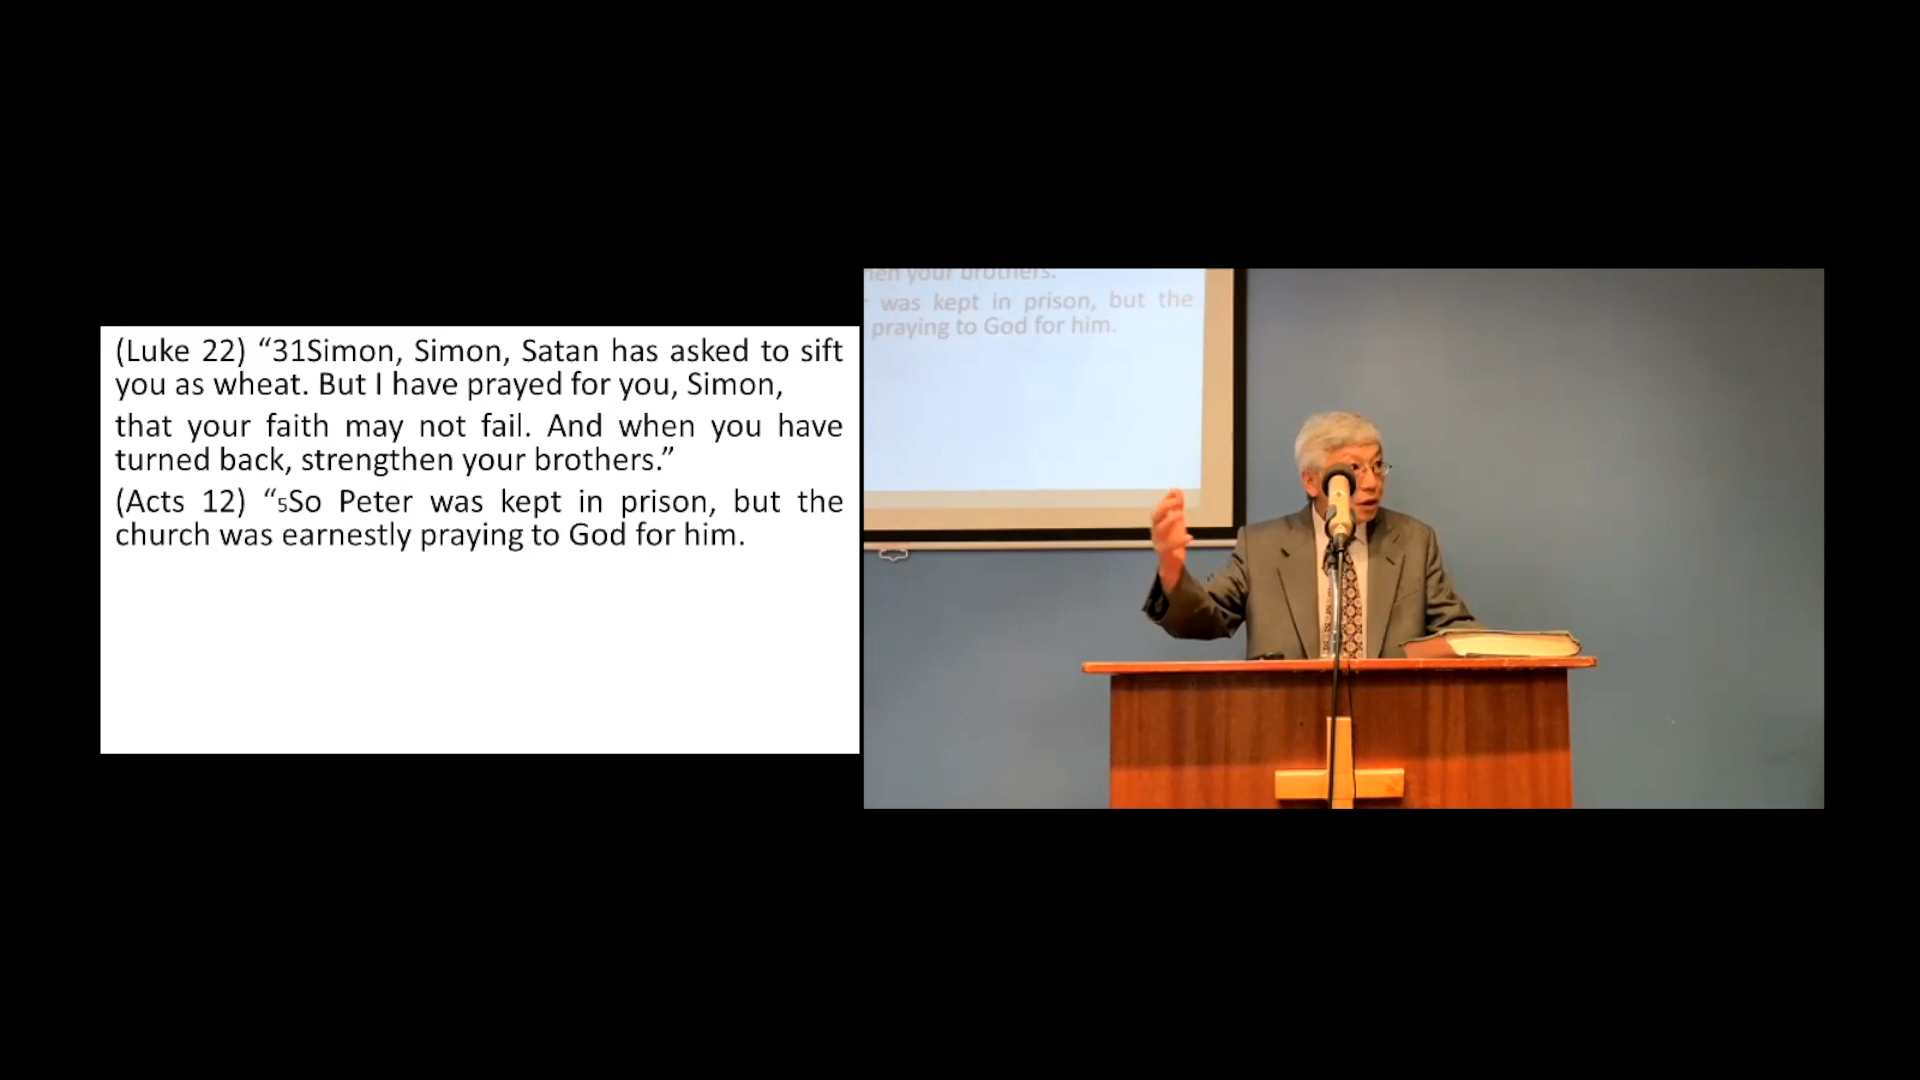 (Luke 22) “31Simon, Simon, Satan has asked to sift
you as wheat. But I have prayed for you, Simon,
that your faith may not fail. And when you have
turned back, strengthen your brothers.”
(Acts 12) “5So Peter was kept in prison, but the
church was earnestly praying to God for him.
your brothers.
was kept in prison, but the
praying to God for him.